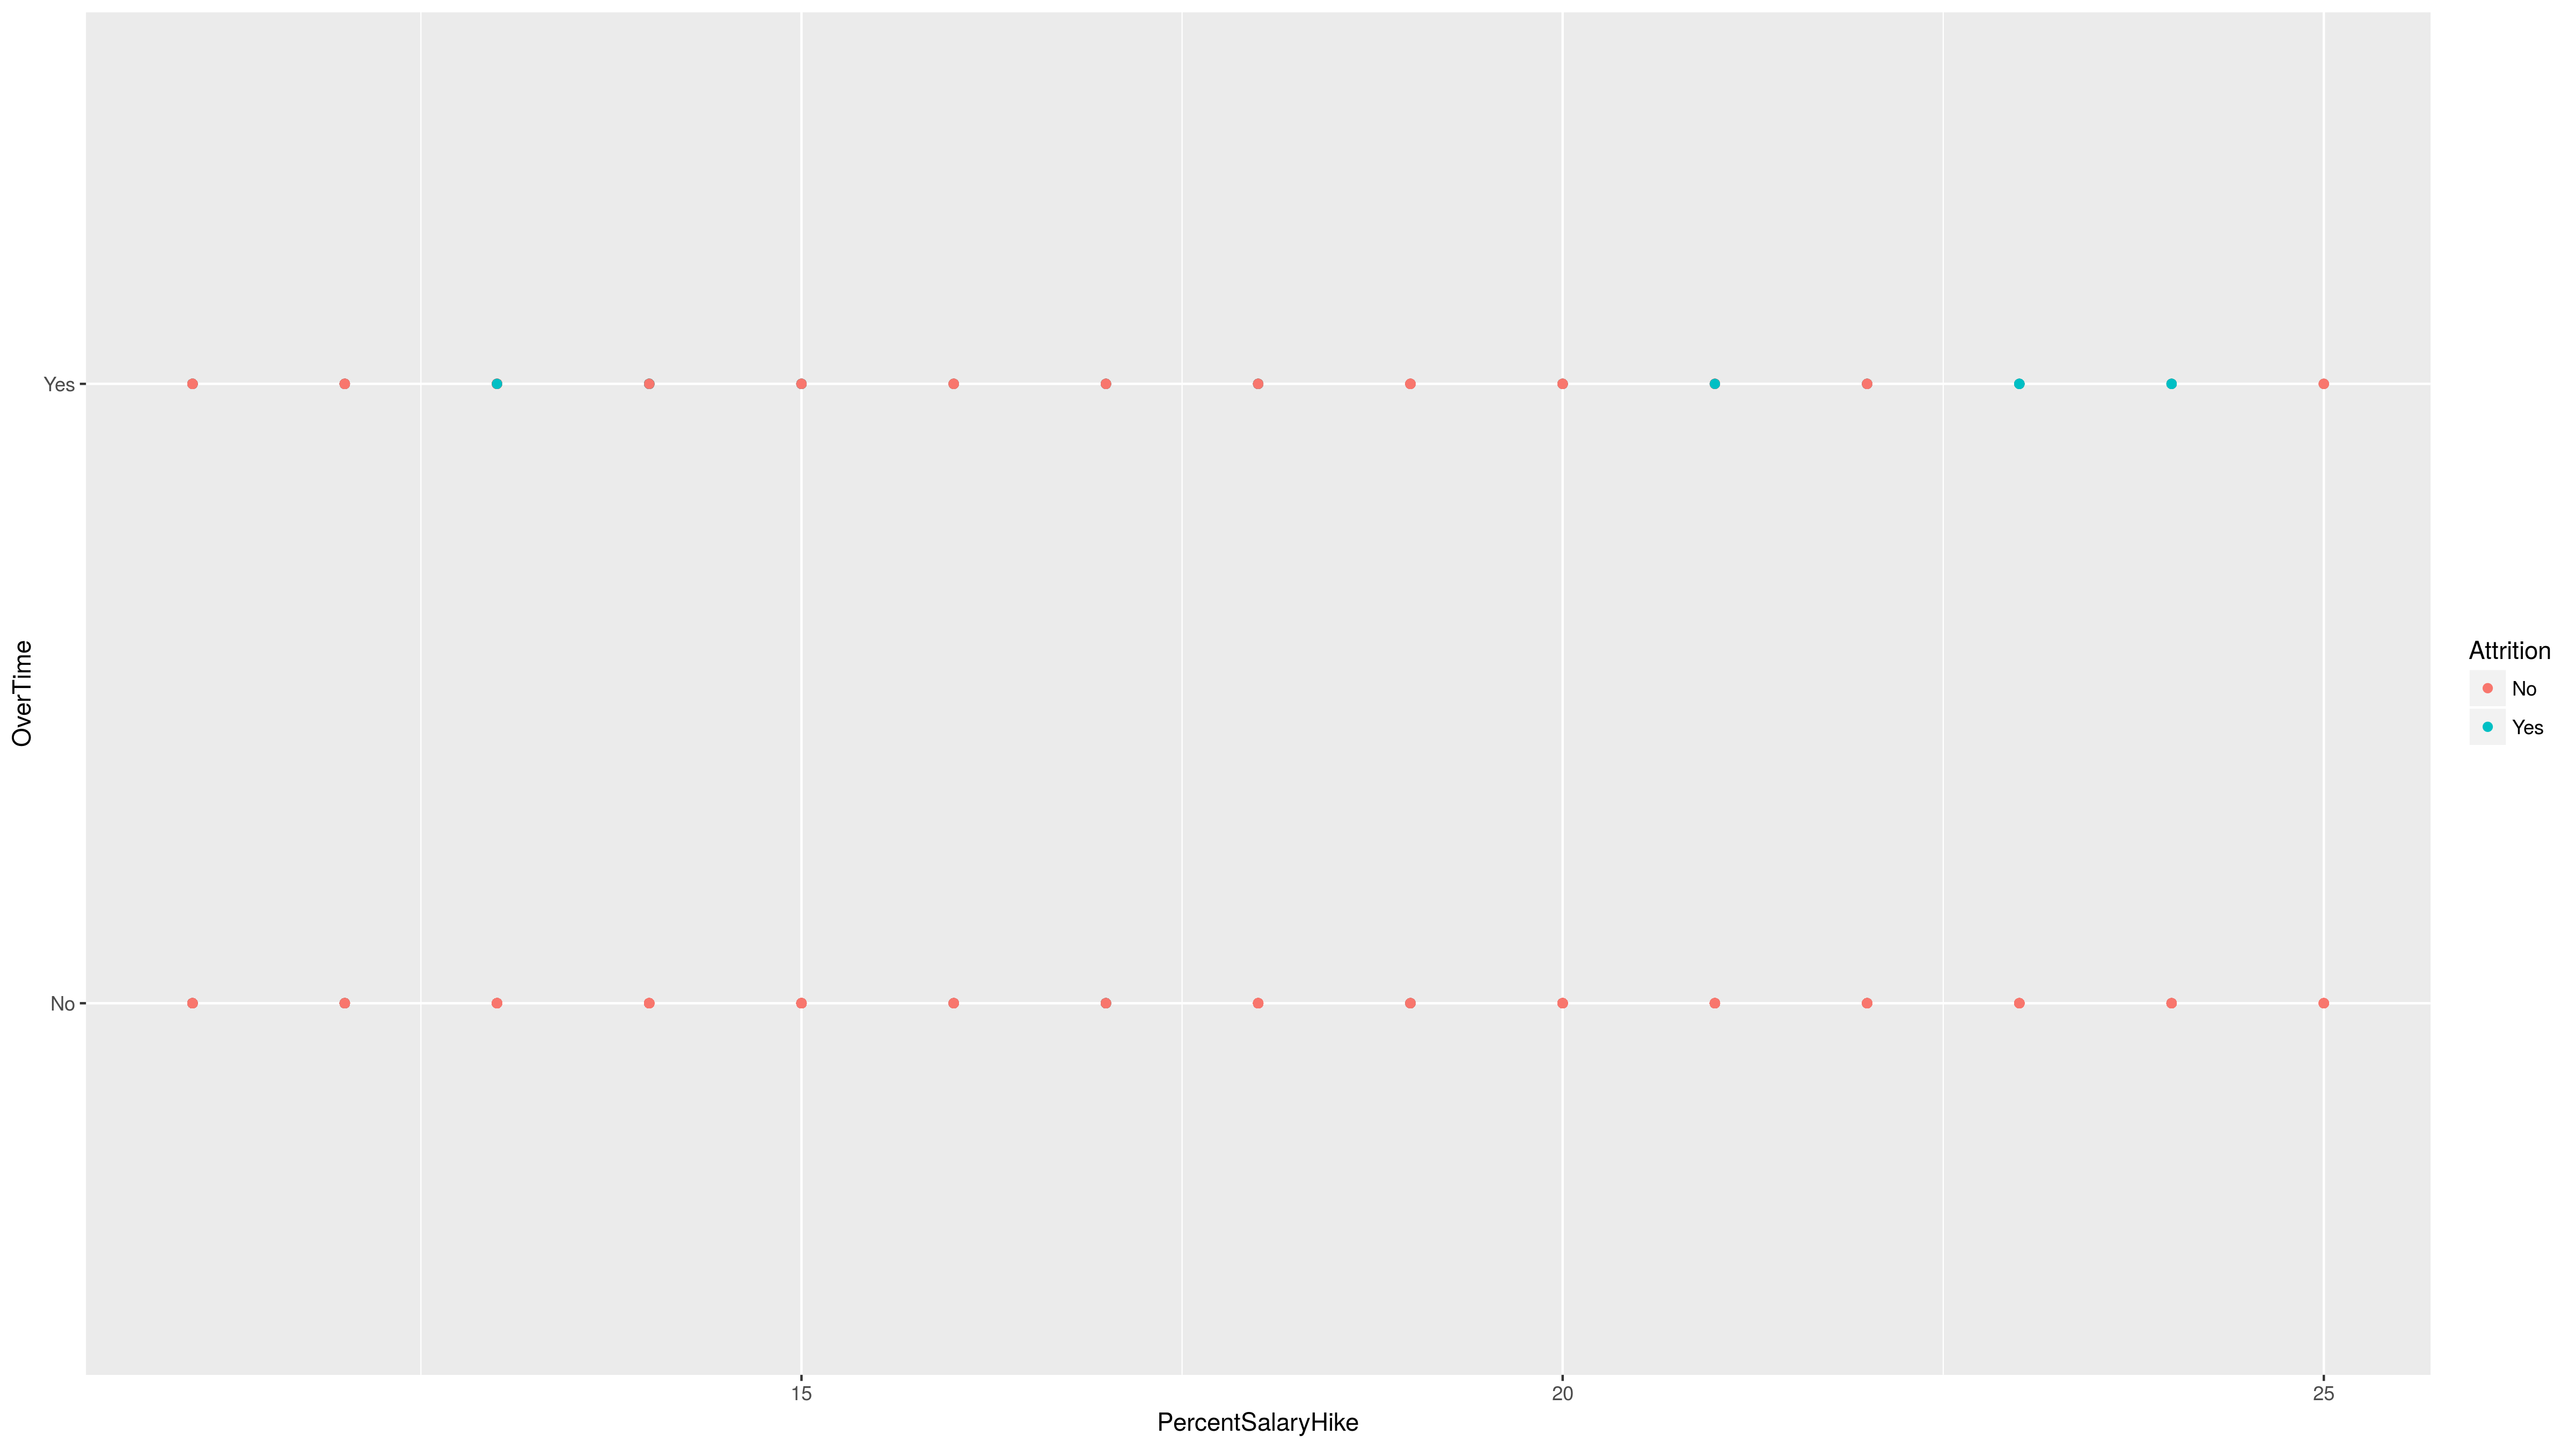 Yes
No
OverTime
15
20
25
PercentSalaryHike
Attrition
No
Yes